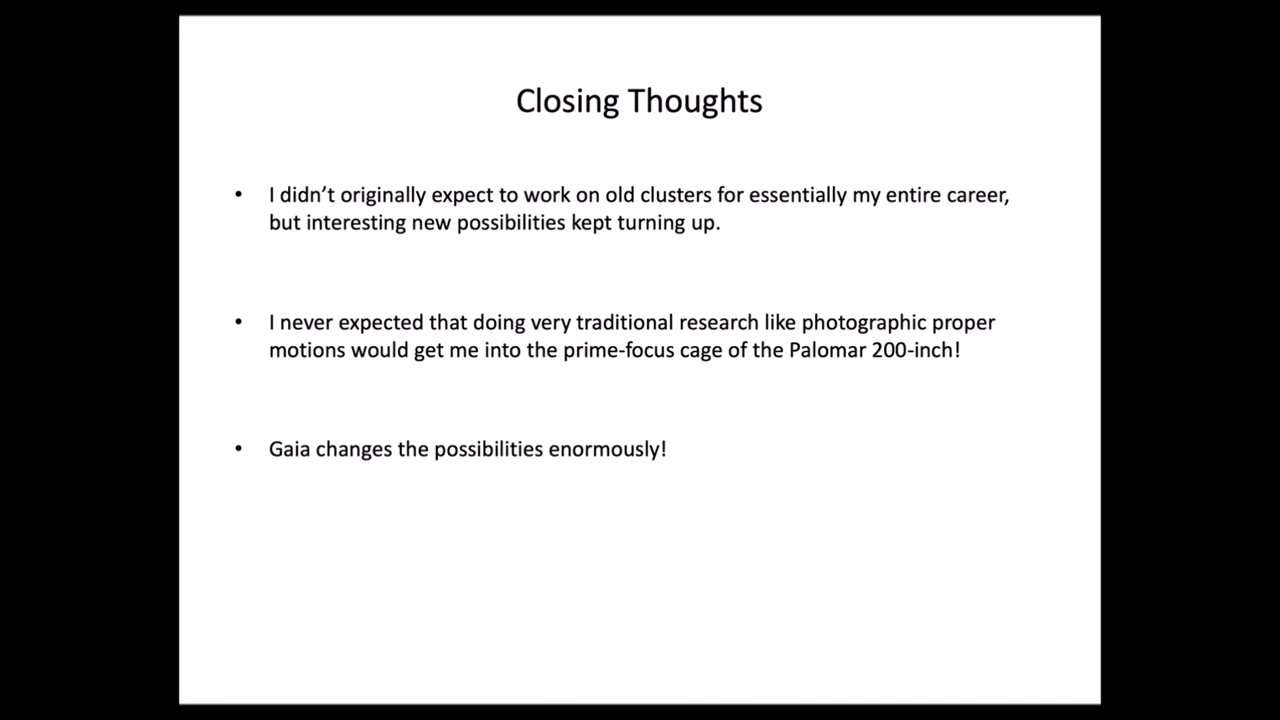 Closing Thoughts
• I didn’t originally expect to work on old clusters for essentially my entire career,
but interesting new possibilities kept turning up.
• I never expected that doing very traditional research like photographic proper
motions would get me into the prime-focus cage of the Palomar 200-inch!
• Gaia changes the possibilities enormously!